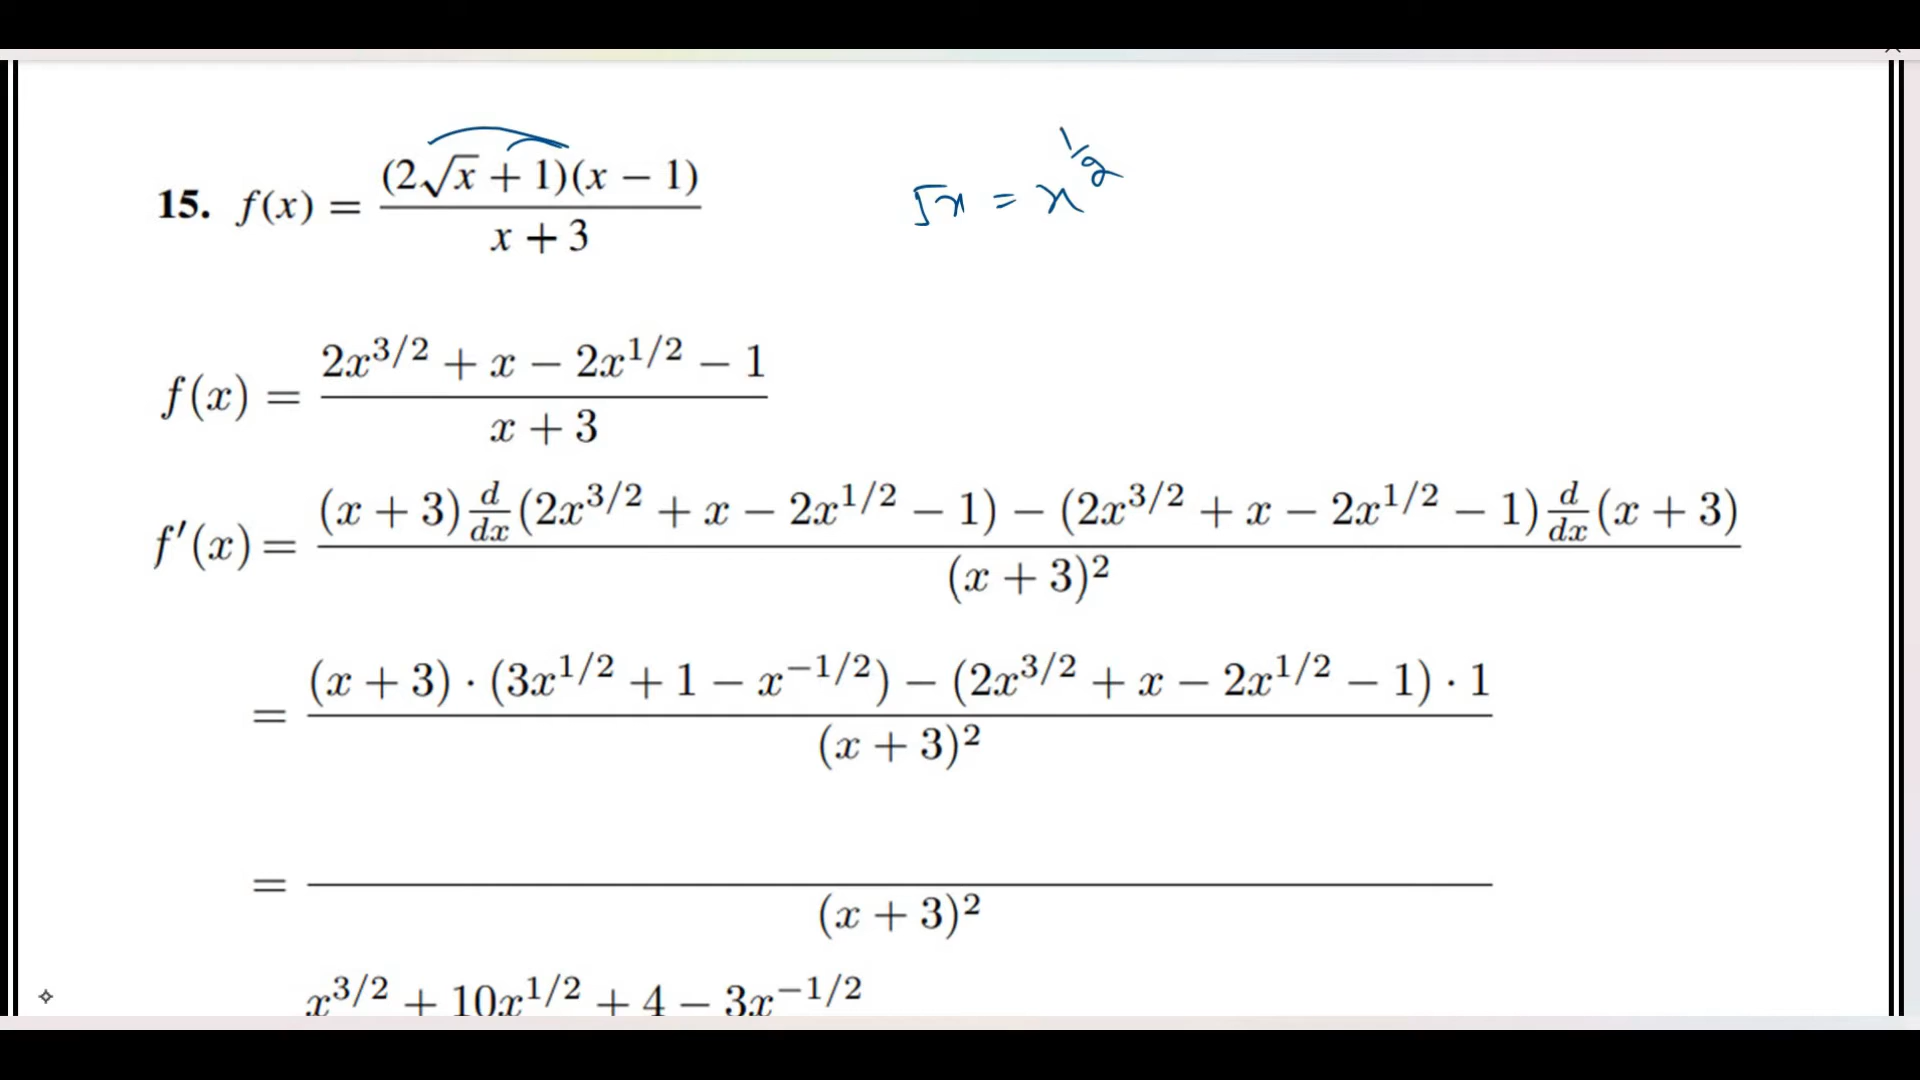 15. f(x) = (2√x + 1)(x − 1) / x + 3
√x = x^1/2
f(x) = 2x^3/2 + x − 2x^1/2 − 1 / x + 3
f′(x) = (x + 3) d/dx (2x^3/2 + x − 2x^1/2 − 1) − (2x^3/2 + x − 2x^1/2 − 1) d/dx (x + 3) / (x + 3)^2
= (x + 3) · (3x^1/2 + 1 − x^−1/2) − (2x^3/2 + x − 2x^1/2 − 1) · 1 / (x + 3)^2
= / (x + 3)^2
x^3/2 + 10x^1/2 + 4 − 3x^−1/2